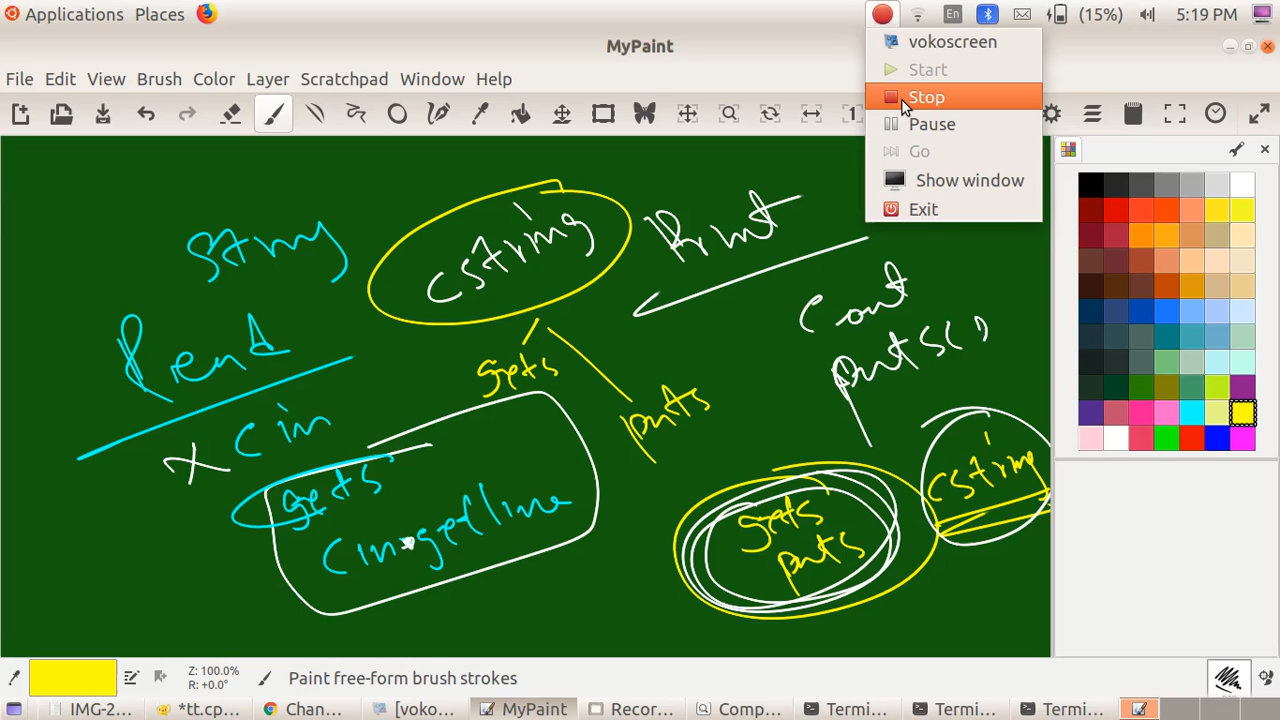 Applications Places En (15%) 5:19 PM
MyPaint
File Edit View Brush Color Layer Scratchpad Window Help
vokoscreen
Start
Stop
Pause
Go
Show window
Exit
String
cstring
Print
Read
cin
gets
puts
cout
puts()
gets
cin.getline
gets
puts
cstring
Z: 100.0%
R: +0.0°
Paint free-form brush strokes
IMG-2... *tt.cp... Chan... [voko... MyPaint Recor... Comp... Termi... Termi... Termi...